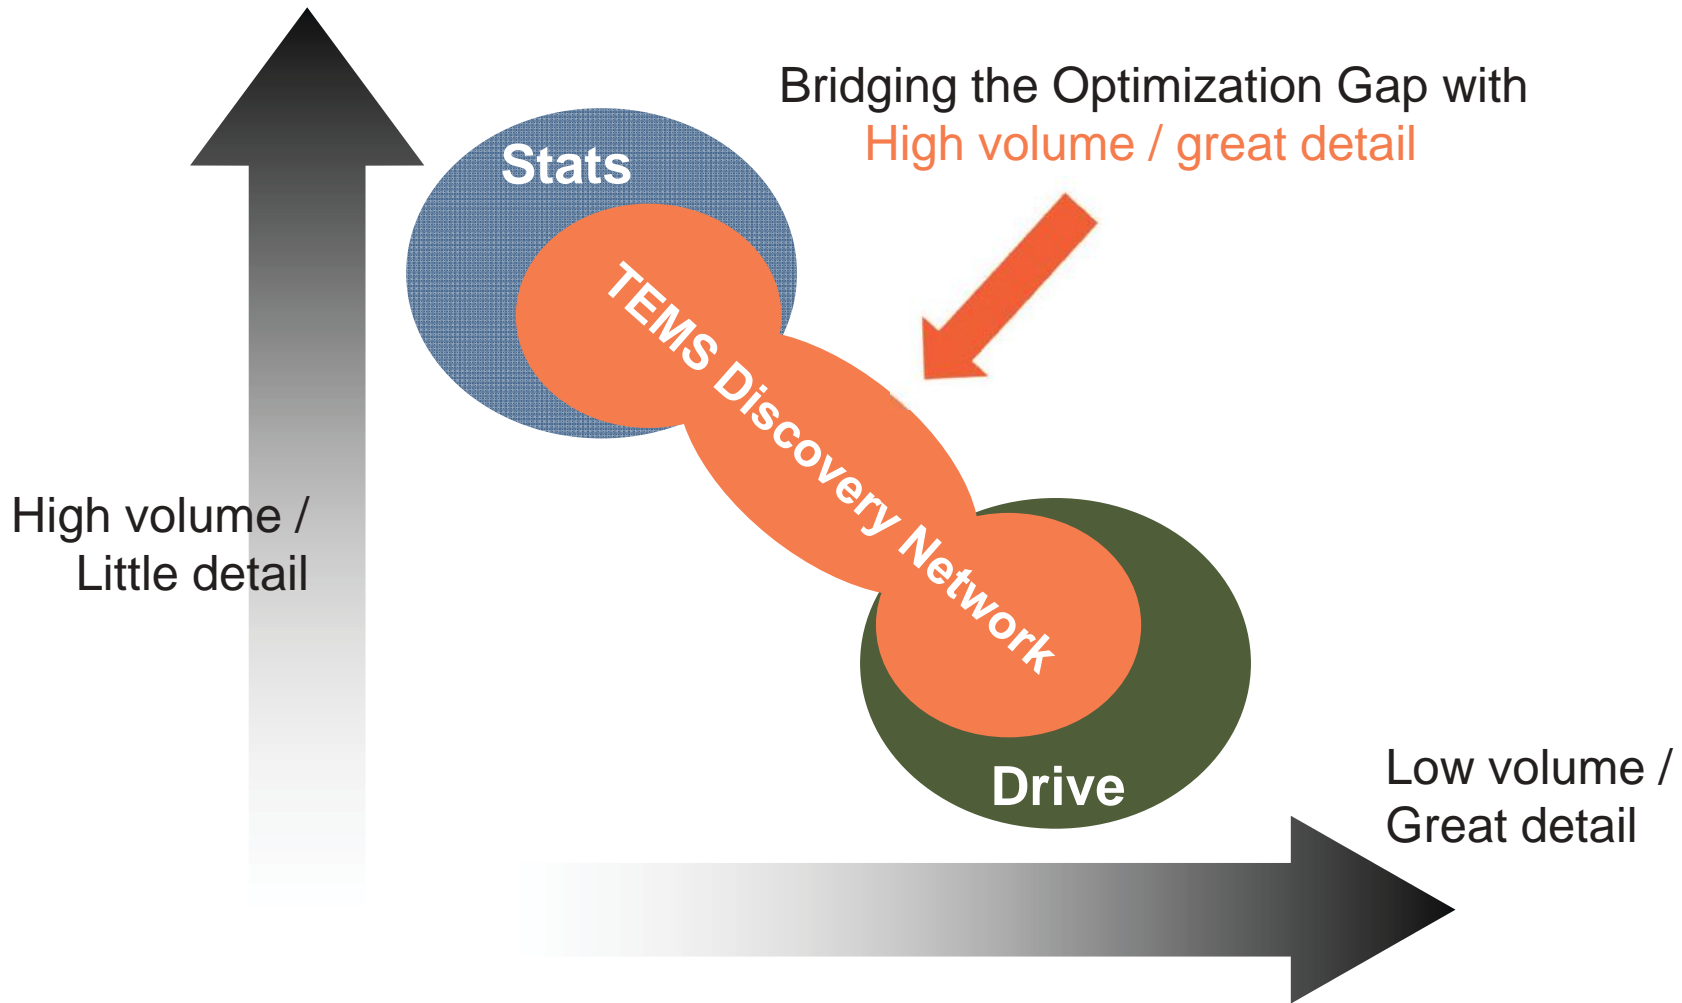 Bridging the Optimization Gap with
High volume / great detail
Stats
TEMS Discovery Network
High volume /
Little detail
Drive
Low volume /
Great detail